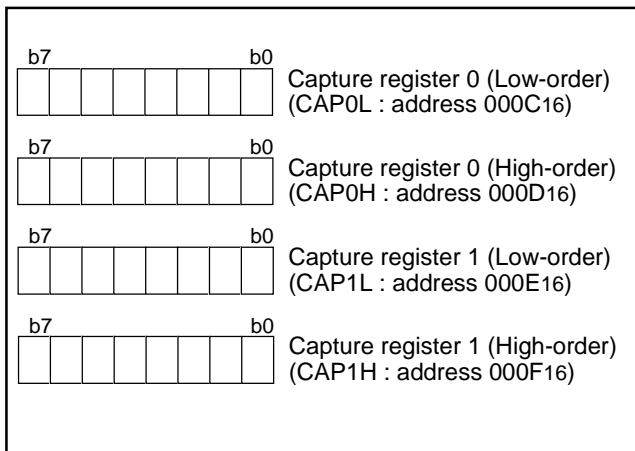 b7 b0
Capture register 0 (Low-order)
(CAP0L : address 000C16)
b7 b0
Capture register 0 (High-order)
(CAP0H : address 000D16)
b7 b0
Capture register 1 (Low-order)
(CAP1L : address 000E16)
b7 b0
Capture register 1 (High-order)
(CAP1H : address 000F16)